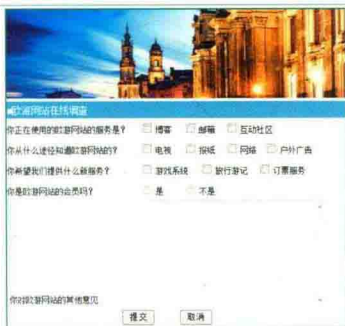 欧游网站在线调查
你正在使用的欧游网站的服务是？ 博客 邮箱 互动社区
你从什么途径知道欧游网站的？ 电视 报纸 网络 户外广告
你希望我们提供什么新服务？ 游戏系统 旅行游记 订票服务
你是欧游网站的会员吗？ 是 不是
你对欧游网站的其他意见
提交 取消